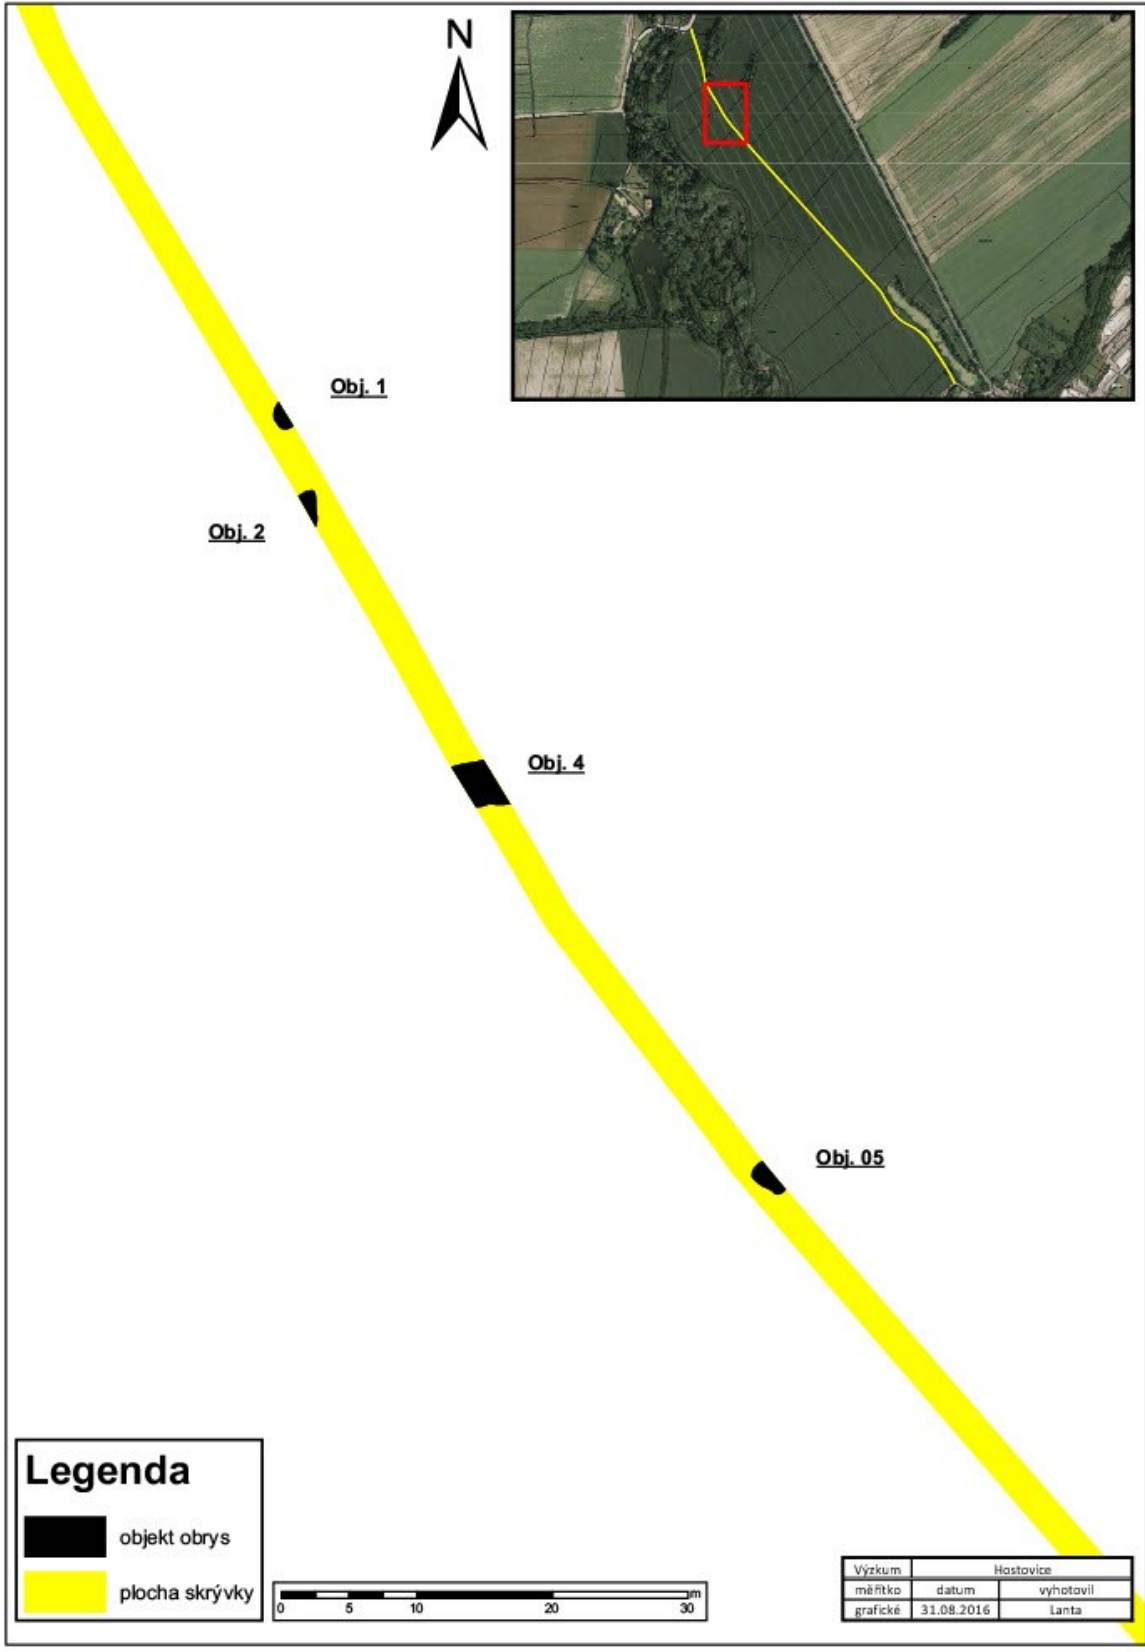 N
Obj. 1
Obj. 2
Obj. 4
Obj. 05
Legenda
objekt obrys
plocha skrývky
0 5 10 20 30 m
Výzkum Hostovice
měřítko datum vyhotovil
grafické 31.08.2016 Lanta